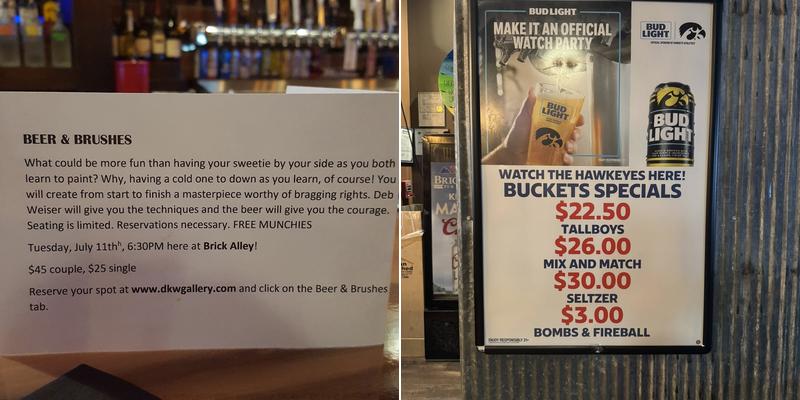 BEER & BRUSHES
What could be more fun than having your sweetie by your side as you both
learn to paint? Why, having a cold one to down as you learn, of course! You
will create from start to finish a masterpiece worthy of bragging rights. Deb
Weiser will give you the techniques and the beer will give you the courage.
Seating is limited. Reservations necessary. FREE MUNCHIES
Tuesday, July 11th, 6:30PM here at Brick Alley!
$45 couple, $25 single
Reserve your spot at www.dkwgallery.com and click on the Beer & Brushes
tab.
BUD LIGHT
MAKE IT AN OFFICIAL
WATCH PARTY
BUD
LIGHT
BUD
LIGHT
BUD
LIGHT
WATCH THE HAWKEYES HERE!
BUCKETS SPECIALS
$22.50
TALLBOYS
$26.00
MIX AND MATCH
$30.00
SELTZER
$3.00
BOMBS & FIREBALL
ENJOY RESPONSIBLY 21+